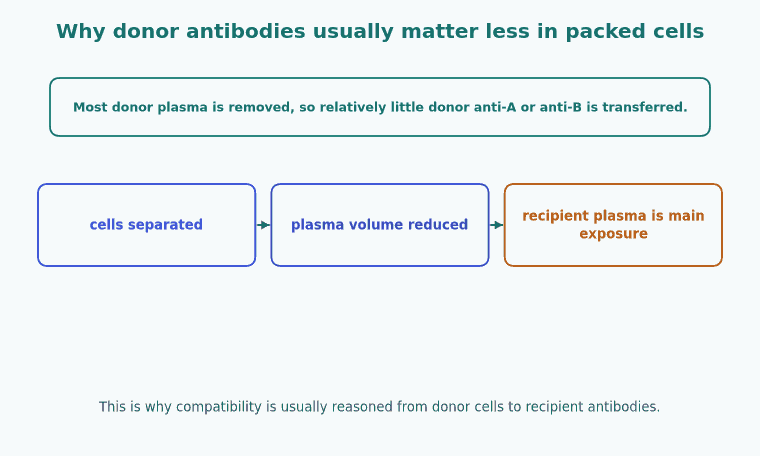 Why donor antibodies usually matter less in packed cells
Most donor plasma is removed, so relatively little donor anti-A or anti-B is transferred.
cells separated
plasma volume reduced
recipient plasma is main
exposure
This is why compatibility is usually reasoned from donor cells to recipient antibodies.